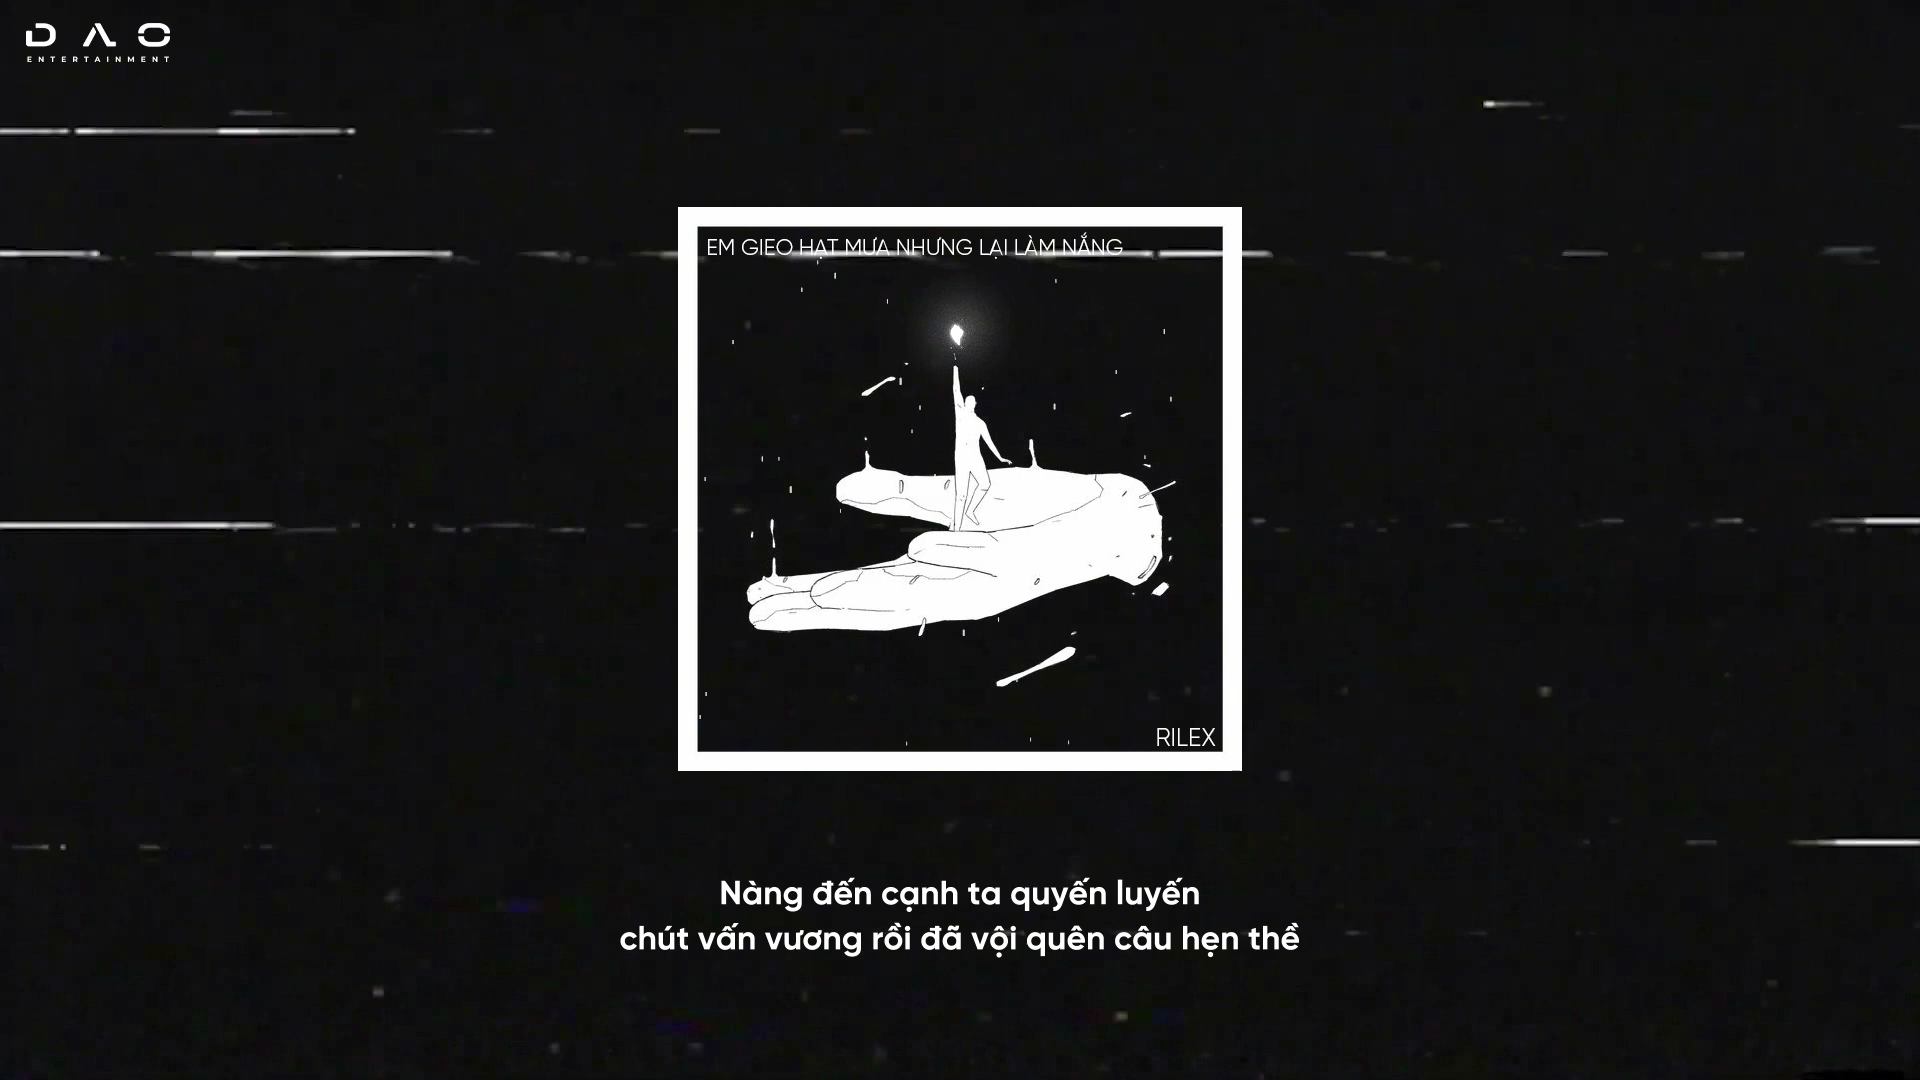 DAO
ENTERTAINMENT
EM GIEO HẠT MƯA NHƯNG LẠI LÀM NẮNG
RILEX
Nàng đến cạnh ta quyến luyến
chút vấn vương rồi đã vội quên câu hẹn thề